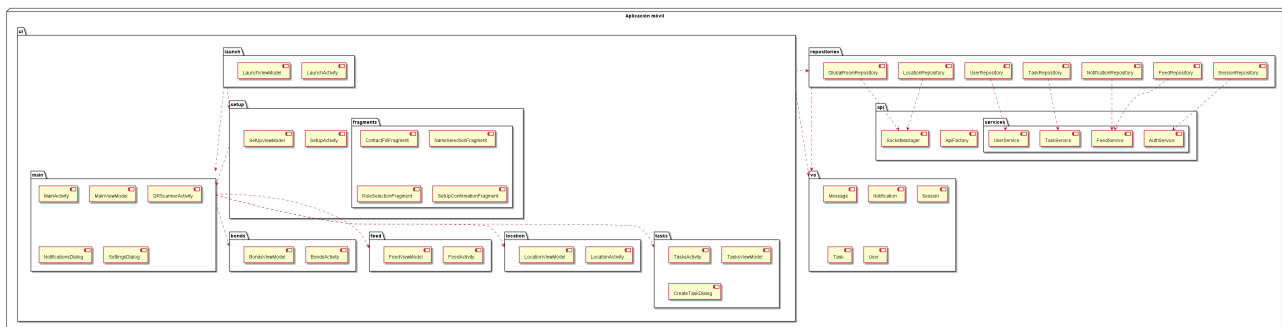 Aplicación móvil
ui
launch
LaunchViewModel LaunchActivity
repositories
GlobalRoomRepository LocationRepository UserRepository TaskRepository NotificationRepository FeedRepository SessionRepository
setup
SetUpViewModel SetUpActivity
fragments
ContactFillFragment NameSelectionFragment
RoleSelectionFragment SetUpConfirmationFragment
api
SocketManager ApiFactory
services
UserService TaskService FeedService AuthService
main
MainActivity MainViewModel QRScannerActivity
NotificationsDialog SettingsDialog
vo
Message Notification Session
Task User
bonds
BondsViewModel BondsActivity
feed
FeedViewModel FeedActivity
location
LocationViewModel LocationActivity
tasks
TasksActivity TasksViewModel
CreateTaskDialog